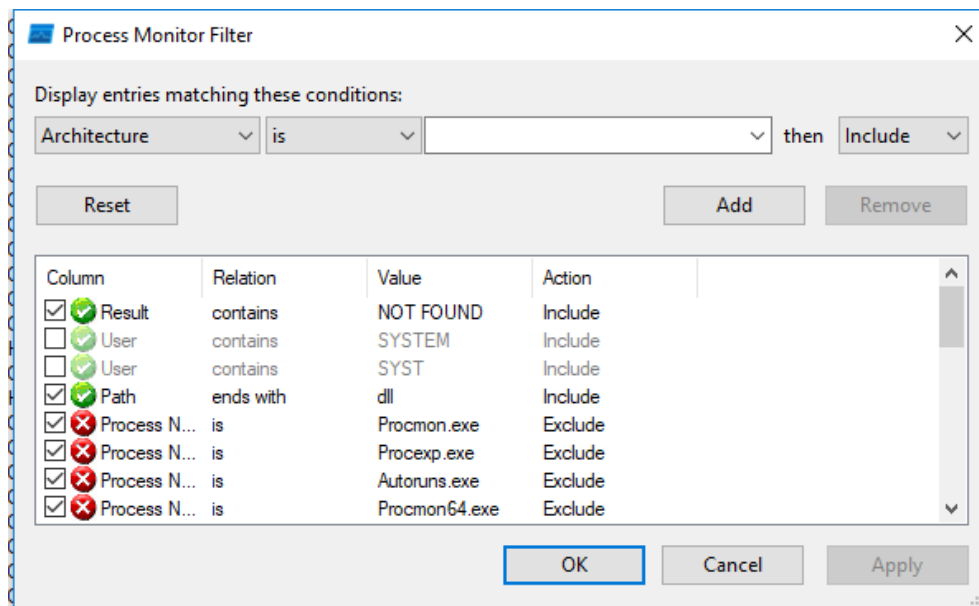 Process Monitor Filter
Display entries matching these conditions:
Architecture is then Include
Reset Add Remove
Column Relation Value Action
Result contains NOT FOUND Include
User contains SYSTEM Include
User contains SYST Include
Path ends with dll Include
Process N... is Procmon.exe Exclude
Process N... is Procexp.exe Exclude
Process N... is Autoruns.exe Exclude
Process N... is Procmon64.exe Exclude
OK Cancel Apply